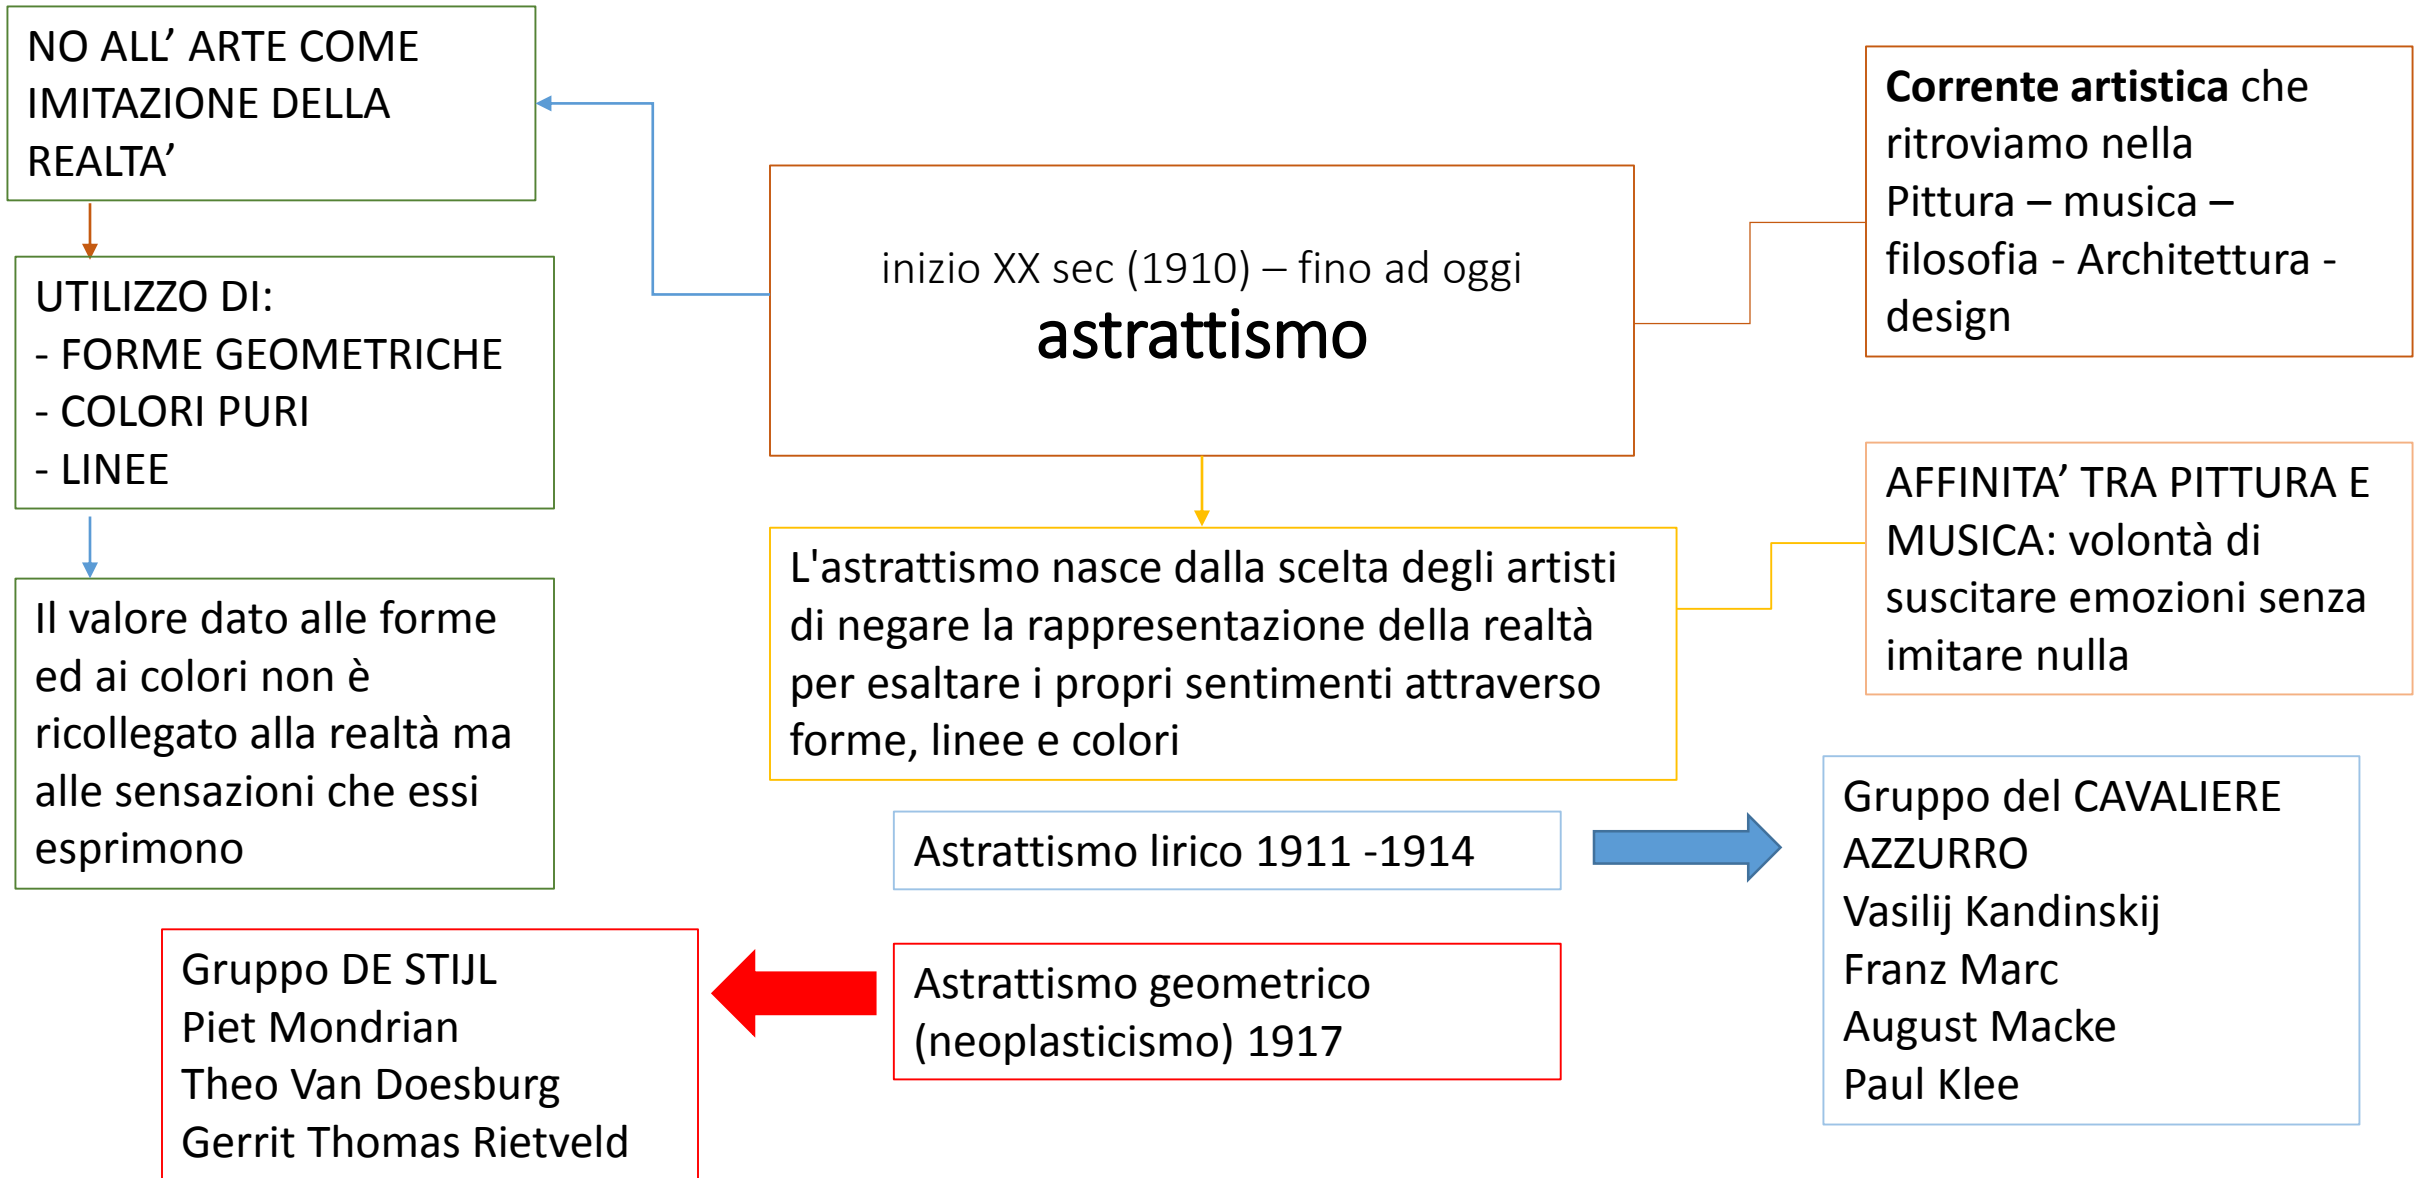 NO ALL’ ARTE COME
IMITAZIONE DELLA
REALTA’
UTILIZZO DI:
- FORME GEOMETRICHE
- COLORI PURI
- LINEE
Il valore dato alle forme
ed ai colori non è
ricollegato alla realtà ma
alle sensazioni che essi
esprimono
inizio XX sec (1910) – fino ad oggi
astrattismo
Corrente artistica che
ritroviamo nella
Pittura – musica –
filosofia - Architettura -
design
L'astrattismo nasce dalla scelta degli artisti
di negare la rappresentazione della realtà
per esaltare i propri sentimenti attraverso
forme, linee e colori
AFFINITA’ TRA PITTURA E
MUSICA: volontà di
suscitare emozioni senza
imitare nulla
Astrattismo lirico 1911 -1914
Gruppo del CAVALIERE
AZZURRO
Vasilij Kandinskij
Franz Marc
August Macke
Paul Klee
Astrattismo geometrico
(neoplasticismo) 1917
Gruppo DE STIJL
Piet Mondrian
Theo Van Doesburg
Gerrit Thomas Rietveld